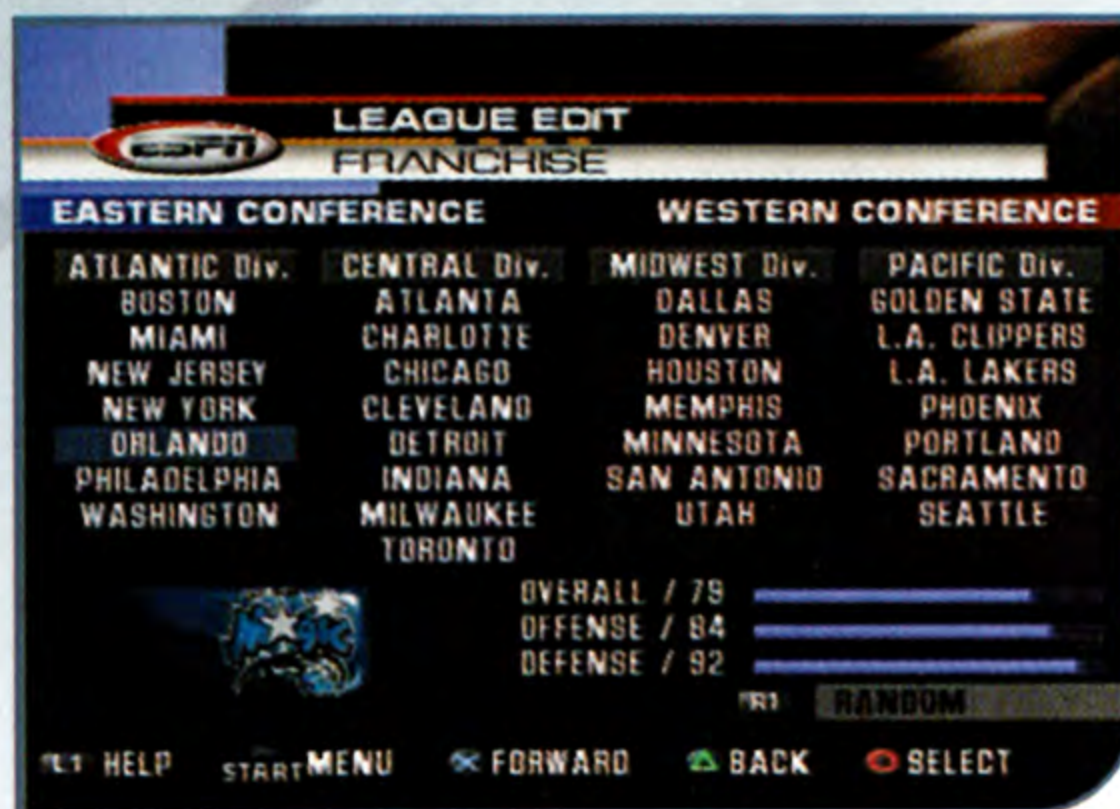 LEAGUE EDIT
ESPN
FRANCHISE
EASTERN CONFERENCE WESTERN CONFERENCE
ATLANTIC Div. CENTRAL Div. MIDWEST Div. PACIFIC Div.
BOSTON ATLANTA DALLAS GOLDEN STATE
MIAMI CHARLOTTE DENVER L.A. CLIPPERS
NEW JERSEY CHICAGO HOUSTON L.A. LAKERS
NEW YORK CLEVELAND MEMPHIS PHOENIX
ORLANDO DETROIT MINNESOTA PORTLAND
PHILADELPHIA INDIANA SAN ANTONIO SACRAMENTO
WASHINGTON MILWAUKEE UTAH SEATTLE
TORONTO
OVERALL / 79
OFFENSE / 84
DEFENSE / 92
Magic
R1 RANDOM
L1 HELP START MENU FORWARD BACK SELECT